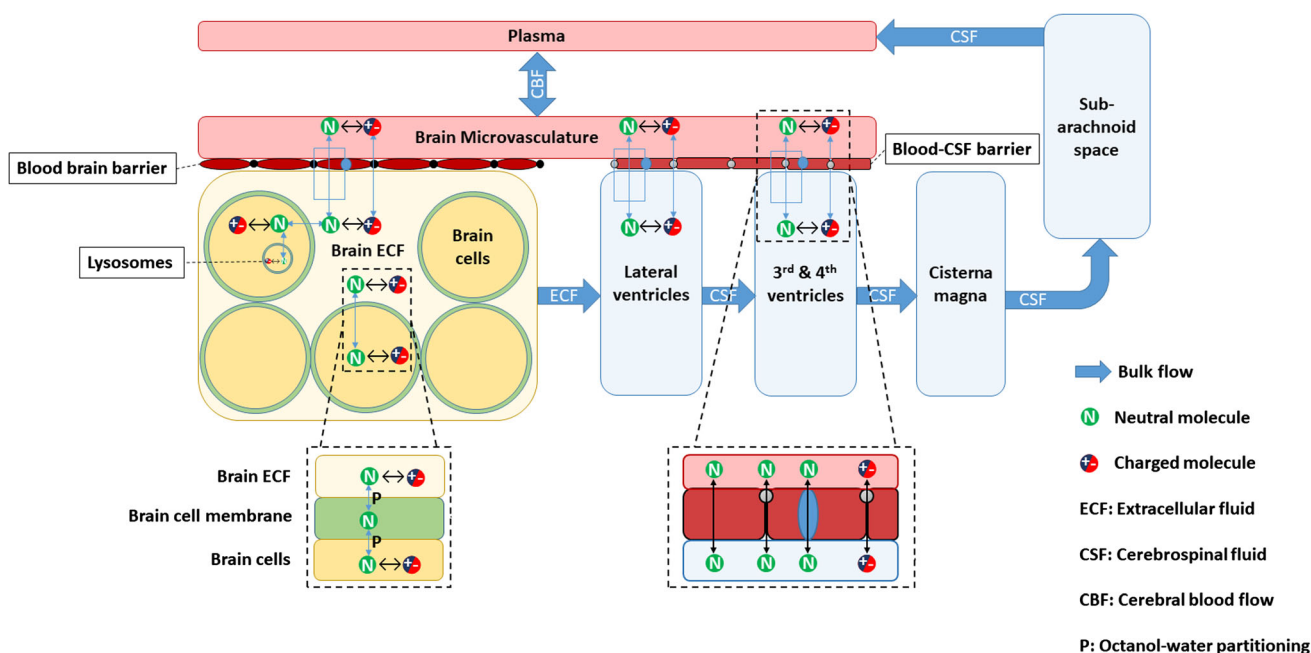 Plasma
CSF
CBF
Sub-
arachnoid
space
Brain Microvasculature
Blood brain barrier
Blood-CSF barrier
N +-
N +-
N +-
+- N N +-
N +-
N +-
Brain ECF
Brain
cells
Lysosomes
N +-
N +-
ECF
Lateral
ventricles
CSF
3rd & 4th
ventricles
CSF
Cisterna
magna
CSF
Bulk flow
N Neutral molecule
+- Charged molecule
ECF: Extracellular fluid
CSF: Cerebrospinal fluid
CBF: Cerebral blood flow
P: Octanol-water partitioning
Brain ECF N +-
P
Brain cell membrane N
P
Brain cells N +-
N N N +-
N N N +-